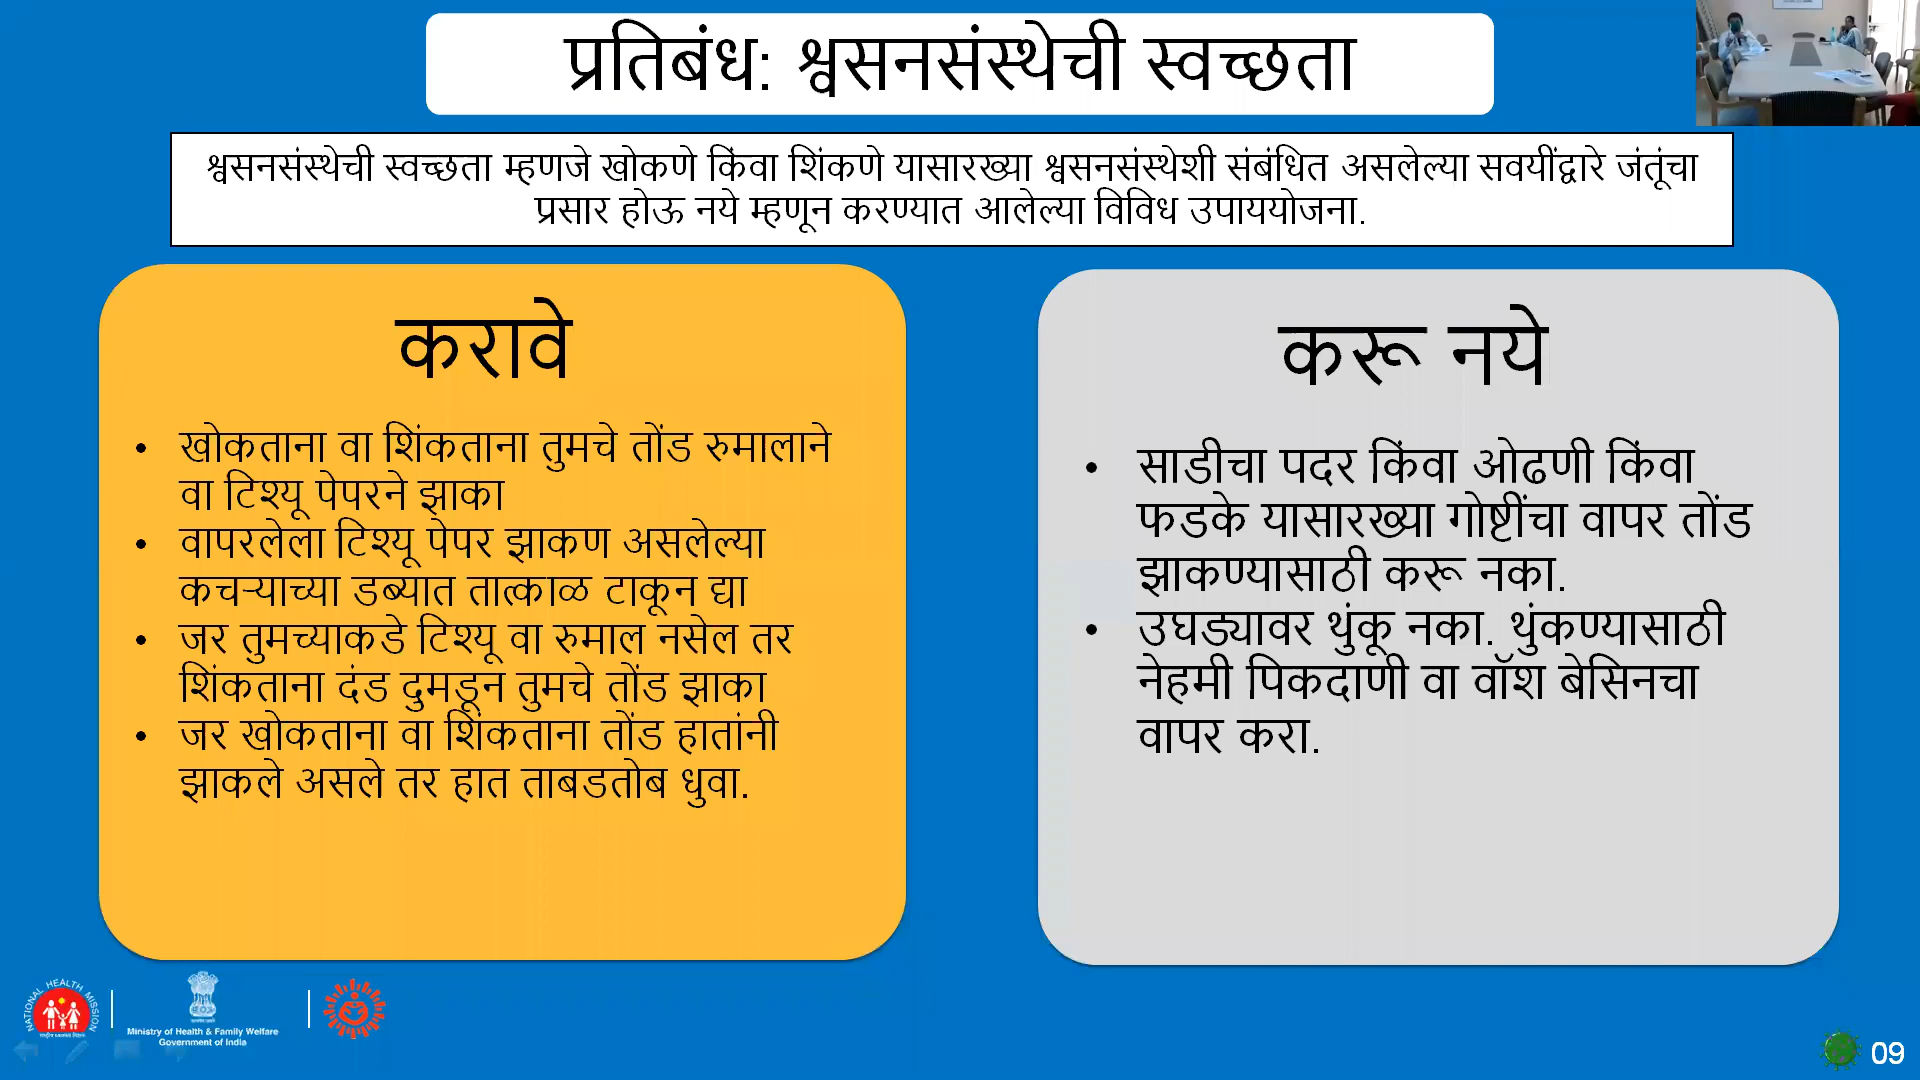 प्रतिबंध: श्वसनसंस्थेची स्वच्छता
श्वसनसंस्थेची स्वच्छता म्हणजे खोकणे किंवा शिंकणे यासारख्या श्वसनसंस्थेशी संबंधित असलेल्या सवयींद्वारे जंतूंचा
प्रसार होऊ नये म्हणून करण्यात आलेल्या विविध उपाययोजना.
करावे
• खोकताना वा शिंकताना तुमचे तोंड रुमालाने
वा टिश्यू पेपरने झाका
• वापरलेला टिश्यू पेपर झाकण असलेल्या
कचऱ्याच्या डब्यात तात्काळ टाकून द्या
• जर तुमच्याकडे टिश्यू वा रुमाल नसेल तर
शिंकताना दंड दुमडून तुमचे तोंड झाका
• जर खोकताना वा शिंकताना तोंड हातांनी
झाकले असले तर हात ताबडतोब धुवा.
करू नये
• साडीचा पदर किंवा ओढणी किंवा
फडके यासारख्या गोष्टींचा वापर तोंड
झाकण्यासाठी करू नका.
• उघड्यावर थुंकू नका. थुंकण्यासाठी
नेहमी पिकदाणी वा वॉश बेसिनचा
वापर करा.
NATIONAL HEALTH MISSION
Ministry of Health & Family Welfare
Government of India
09